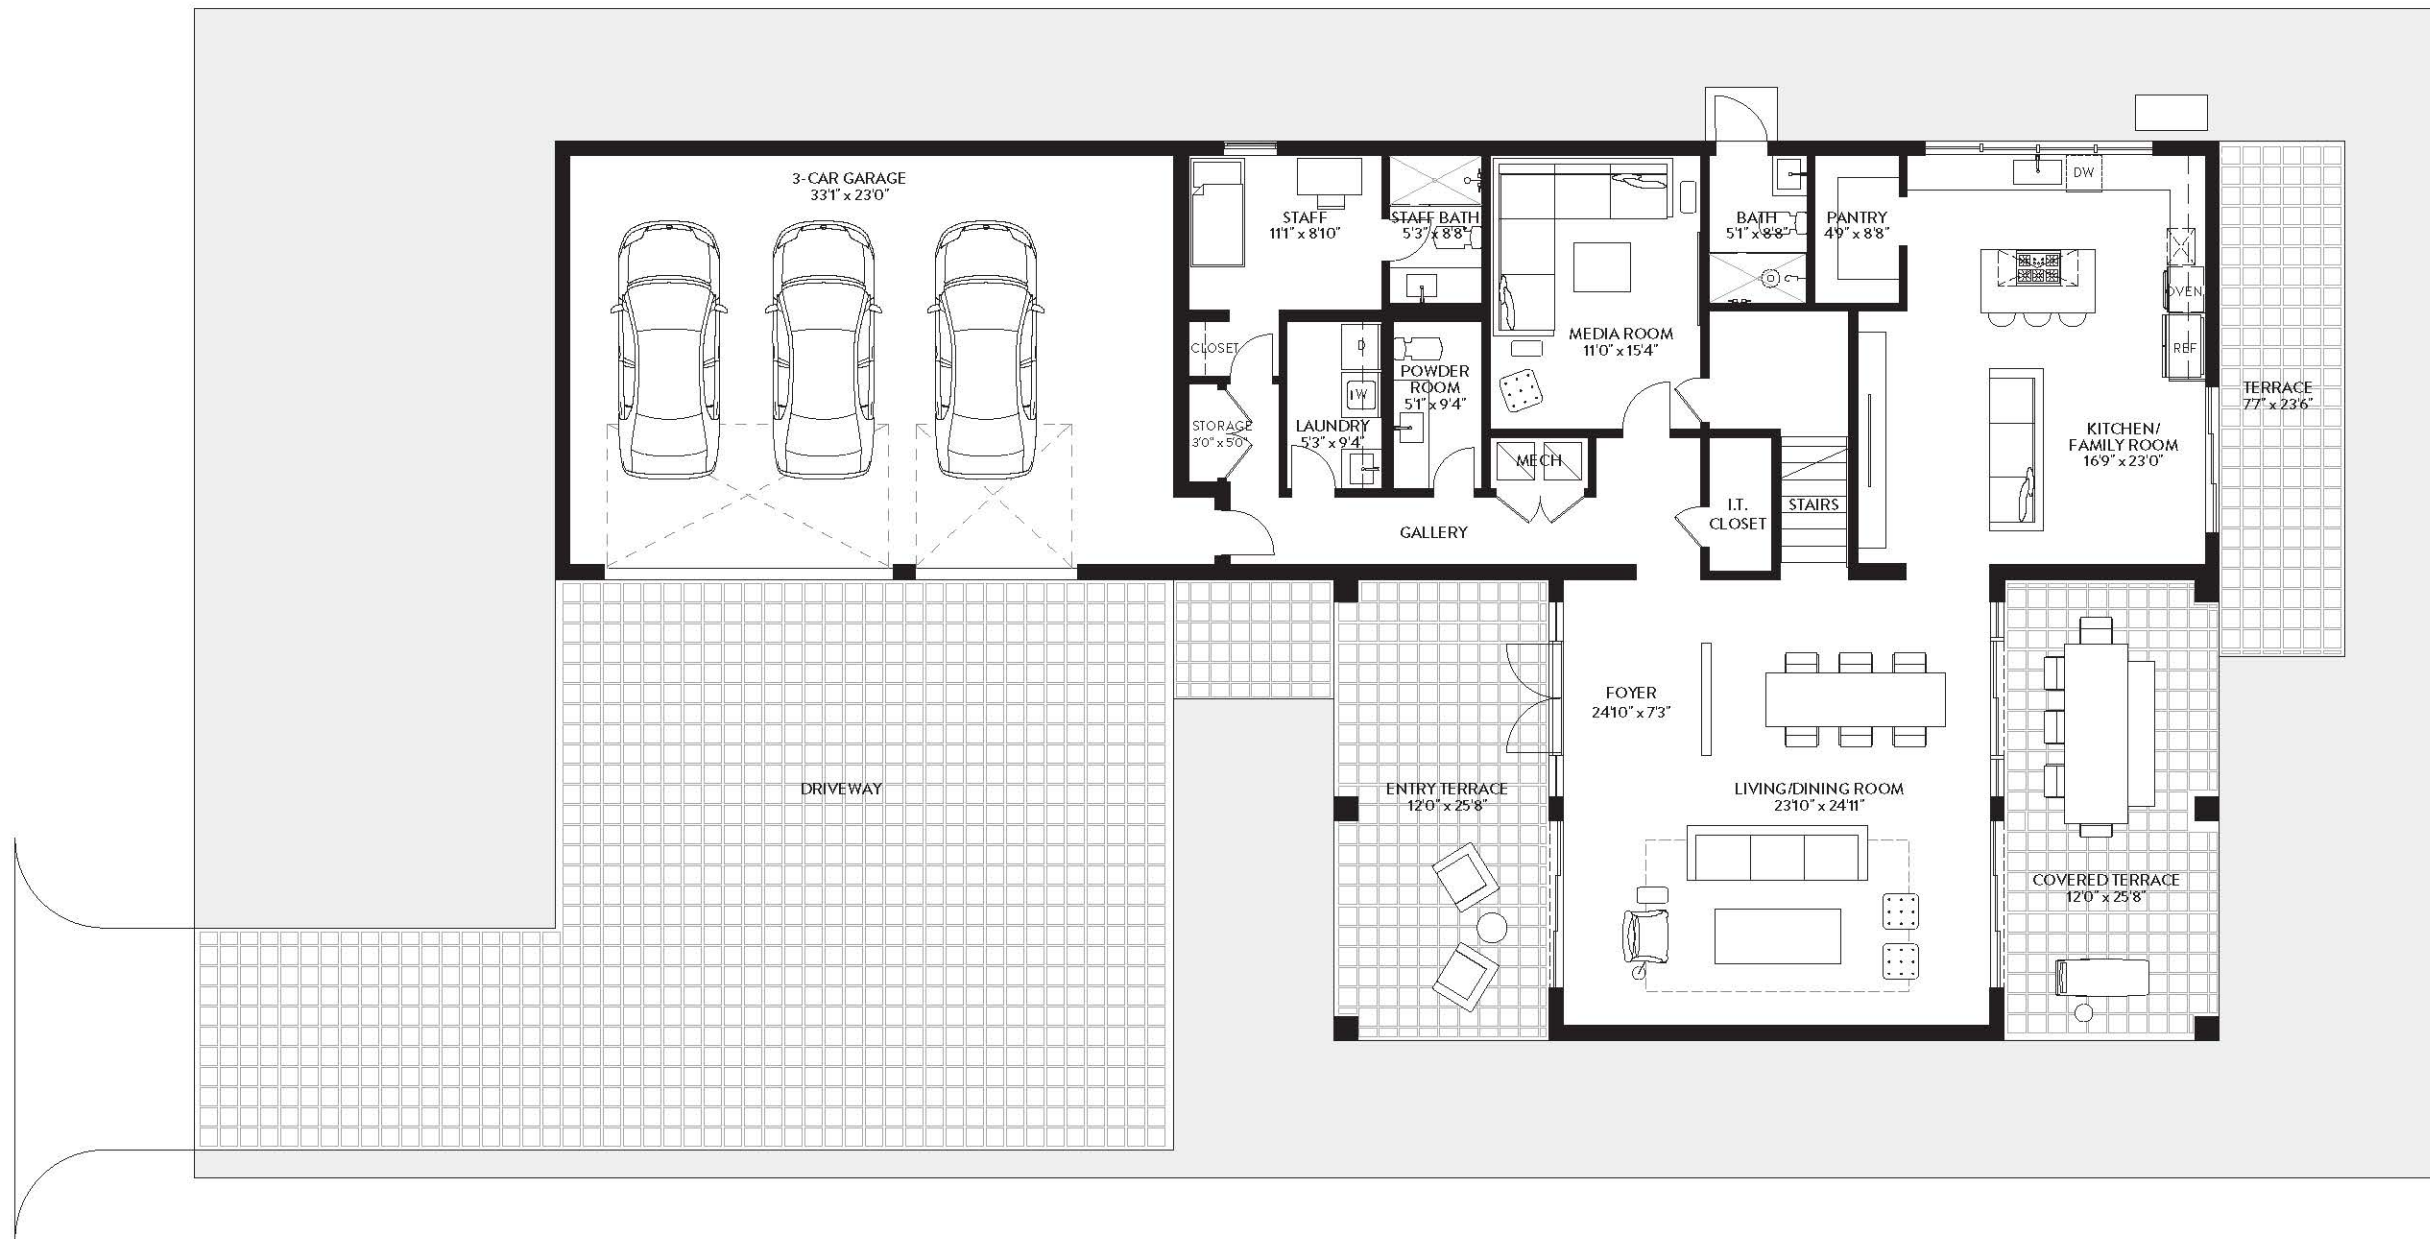 3-CAR GARAGE
33'1" x 23'0"
STAFF
11'1" x 8'10"
STAFF BATH
5'3" x 8'8"
BATH
5'1" x 8'8"
PANTRY
4'9" x 8'8"
DW
OVEN
REF
CLOSET
D
W
MEDIA ROOM
11'0" x 15'4"
POWDER
ROOM
5'1" x 9'4"
STORAGE
3'0" x 5'0"
LAUNDRY
5'3" x 9'4"
MECH
TERRACE
7'7" x 23'6"
KITCHEN/
FAMILY ROOM
16'9" x 23'0"
I.T.
CLOSET
STAIRS
GALLERY
FOYER
24'10" x 7'3"
DRIVEWAY
ENTRY TERRACE
12'0" x 25'8"
LIVING/DINING ROOM
23'10" x 24'11"
COVERED TERRACE
12'0" x 25'8"